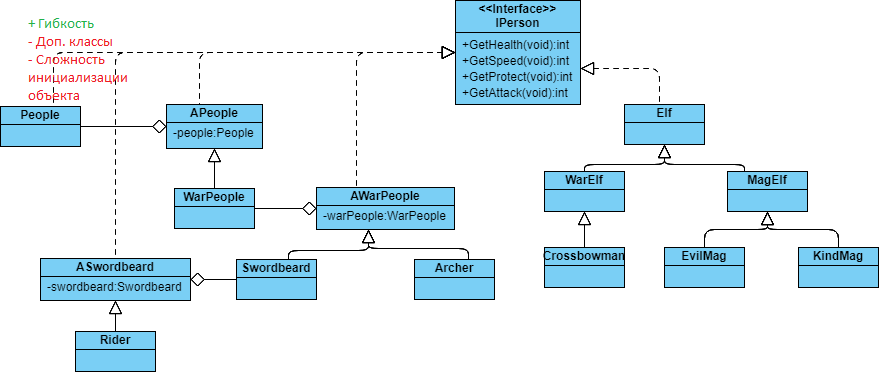 + Гибкость
- Доп. классы
- Сложность
инициализации
объекта
<<Interface>>
IPerson
+GetHealth(void):int
+GetSpeed(void):int
+GetProtect(void):int
+GetAttack(void):int
People
APeople
-people:People
Elf
WarPeople
AWarPeople
-warPeople:WarPeople
WarElf
MagElf
ASwordbeard
-swordbeard:Swordbeard
Swordbeard
Archer
Crossbowman
EvilMag
KindMag
Rider